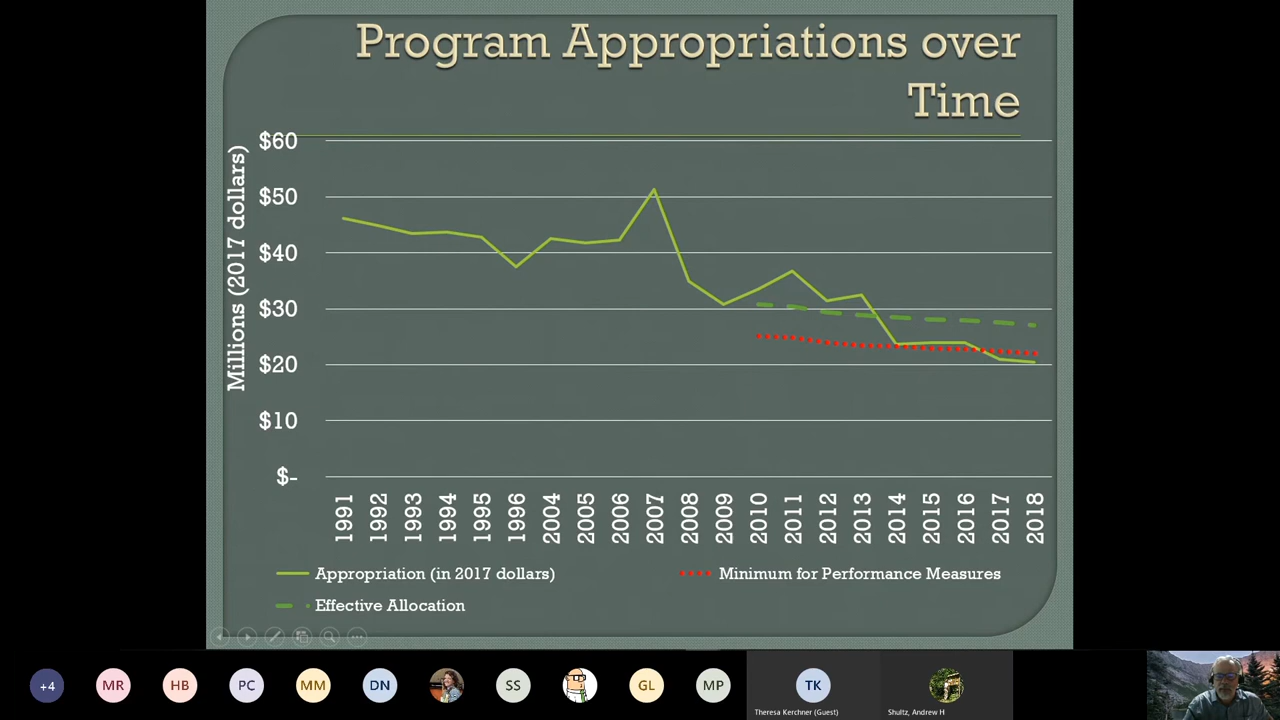 Program Appropriations over
Time
Millions (2017 dollars)
$60
$50
$40
$30
$20
$10
$-
1991 1992 1993 1994 1995 1996 2004 2005 2006 2007 2008 2009 2010 2011 2012 2013 2014 2015 2016 2017 2018
Appropriation (in 2017 dollars) Minimum for Performance Measures
Effective Allocation
+4 MR HB PC MM DN SS GL MP TK
Theresa Kerchner (Guest) Shultz, Andrew H